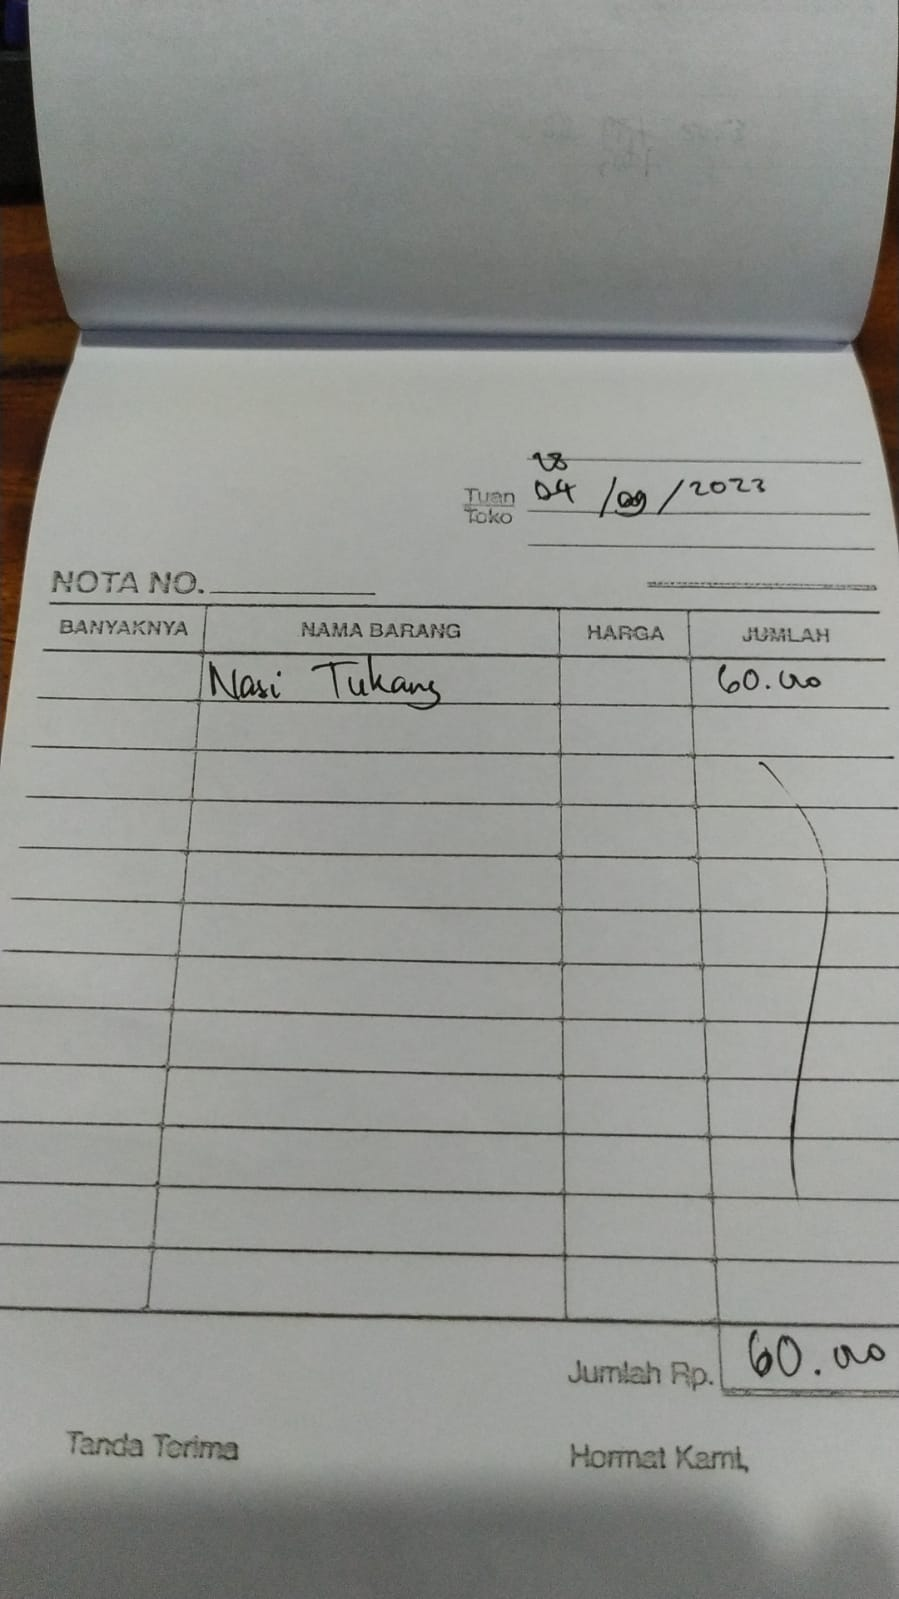 28
Tuan 04/09/2023
Toko
NOTA NO.
BANYAKNYA NAMA BARANG HARGA JUMLAH
Nasi Tukang 60.000
Jumlah Rp. 60.000
Tanda Terima Hormat Kami,